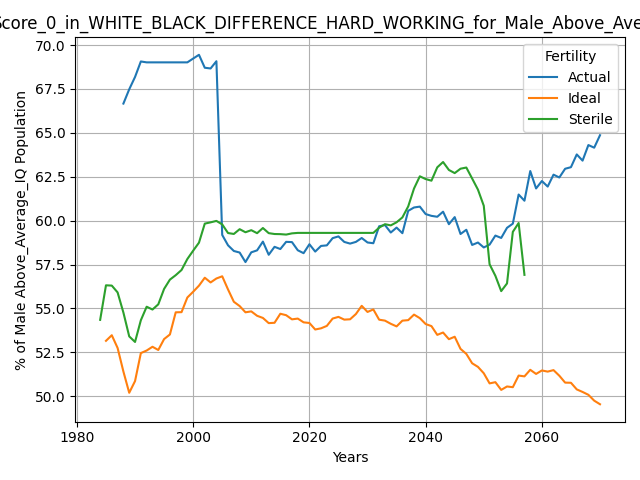 Score_0_in_WHITE_BLACK_DIFFERENCE_HARD_WORKING_for_Male_Above_Ave
% of Male Above_Average_IQ Population
70.0
67.5
65.0
62.5
60.0
57.5
55.0
52.5
50.0
Fertility
Actual
Ideal
Sterile
1980
2000
2020
2040
2060
Years